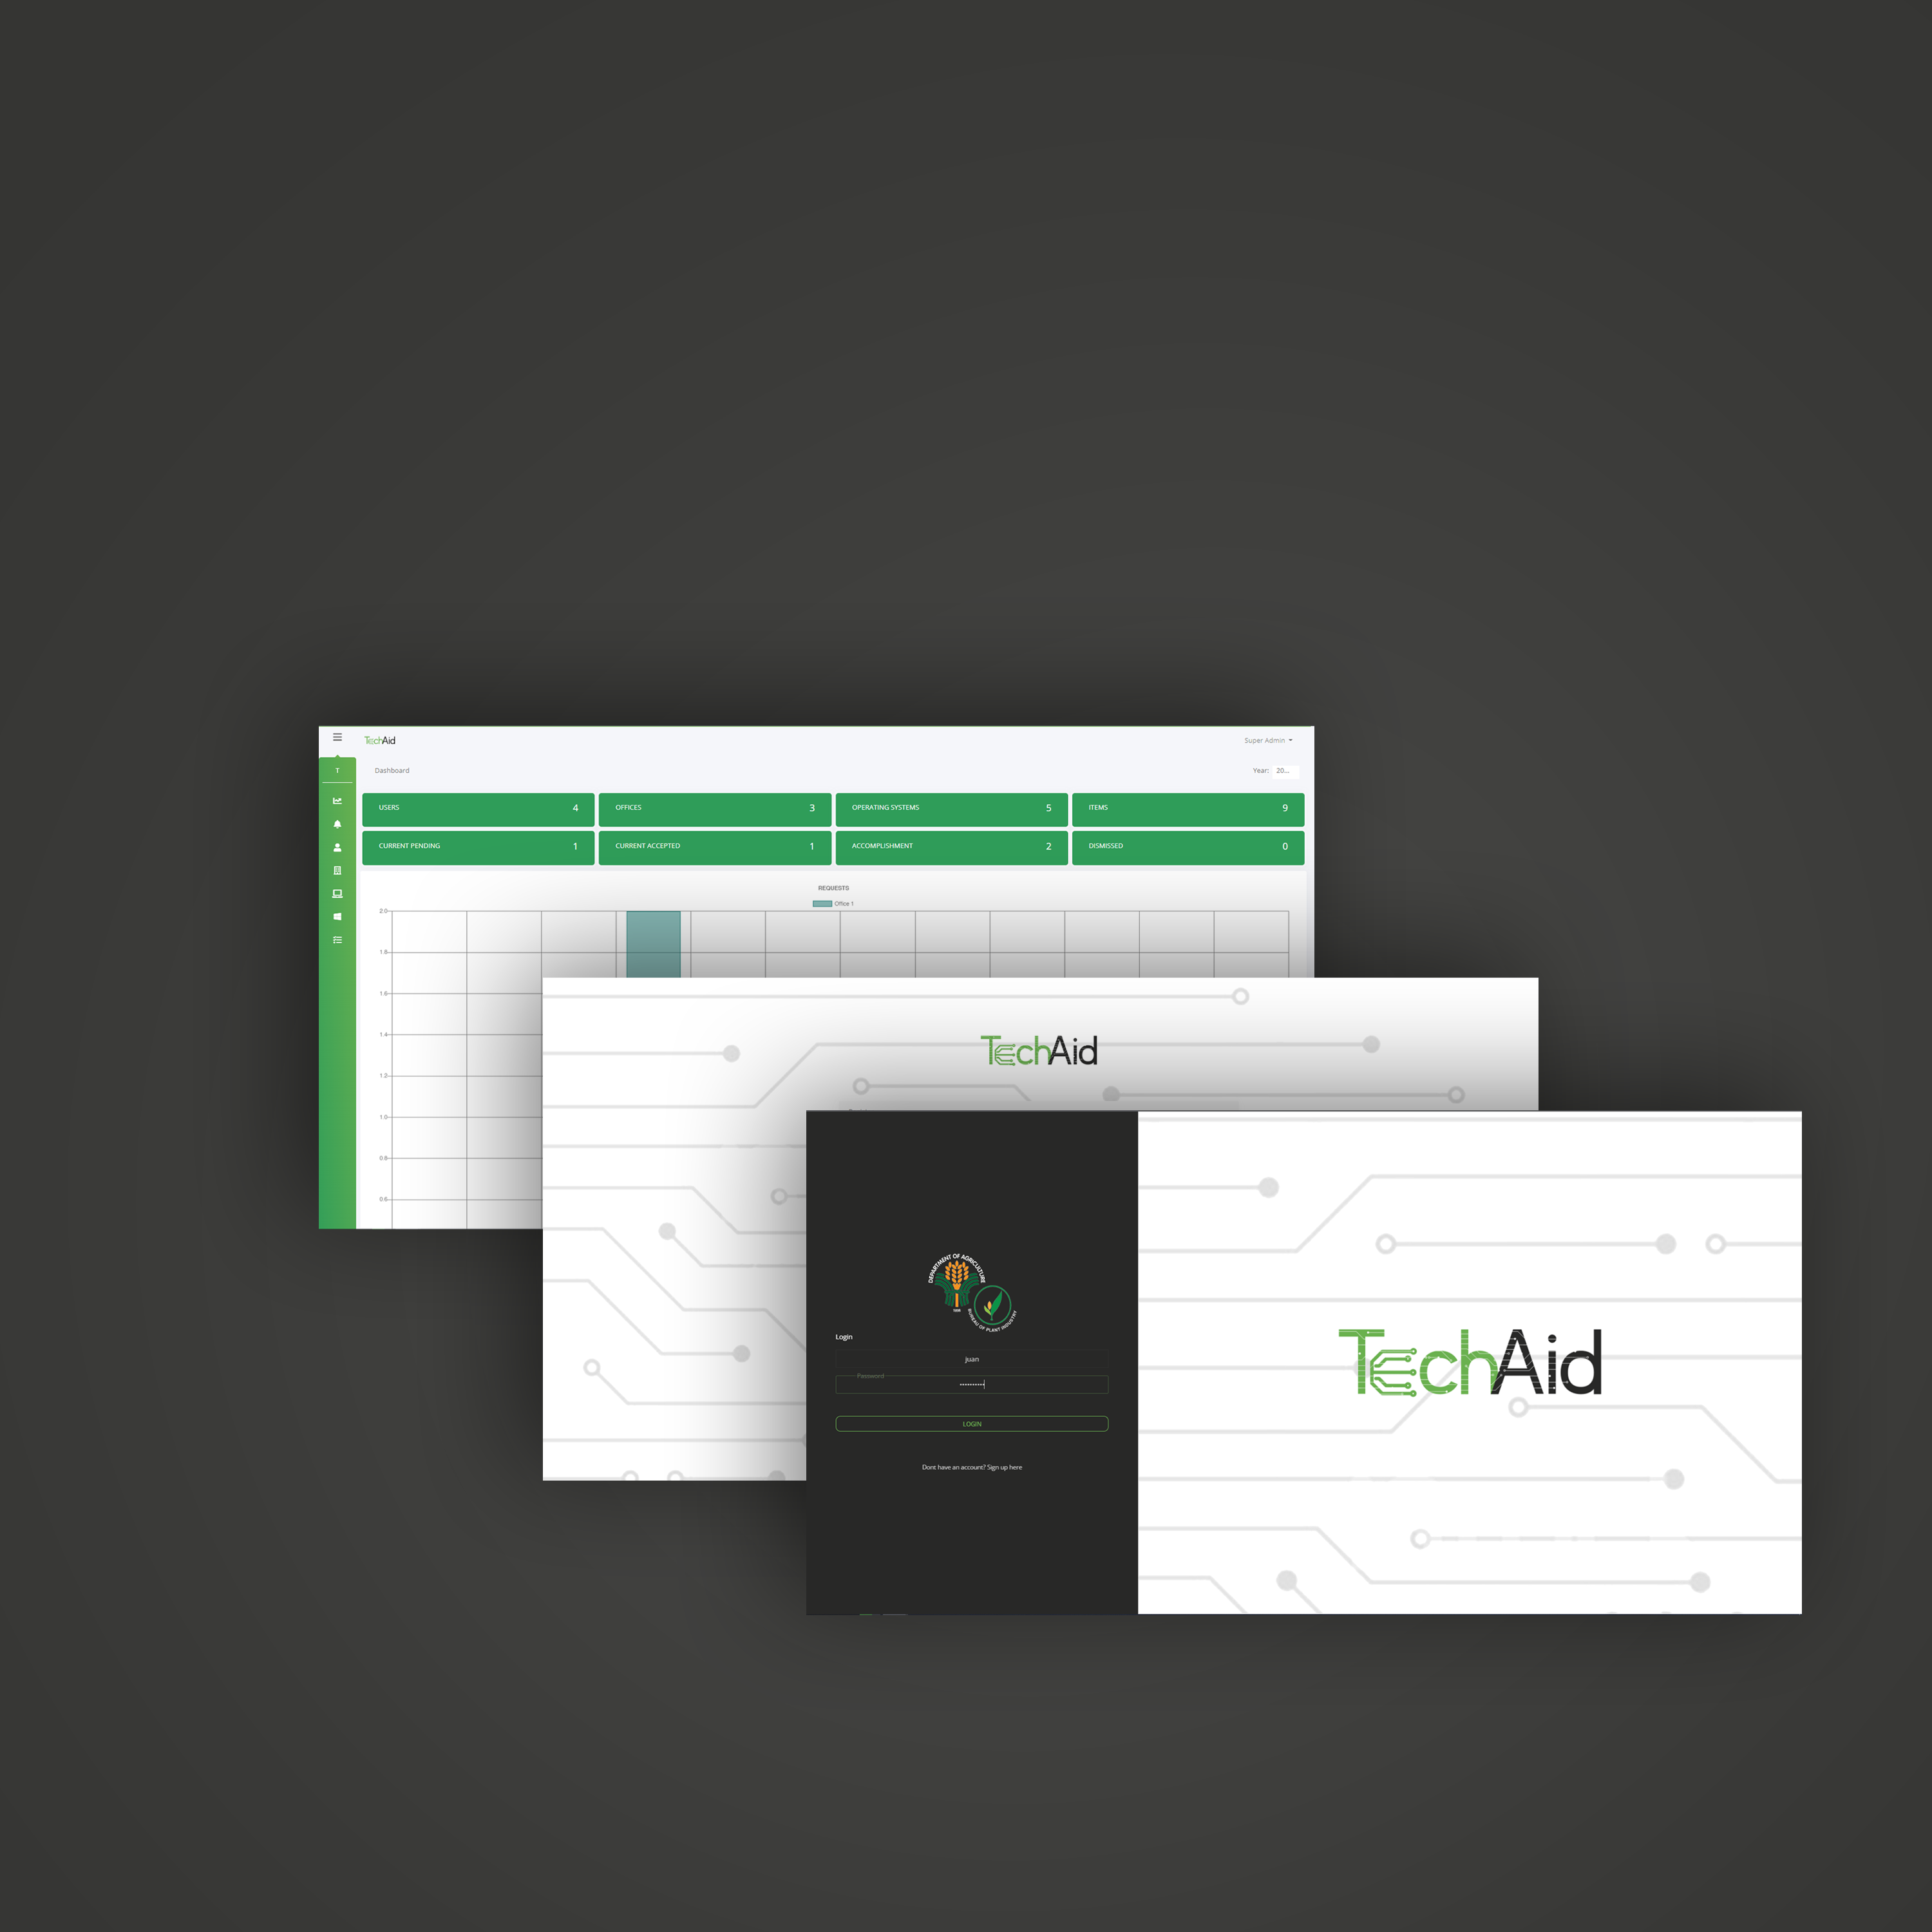 TechAid
Super Admin
T
Dashboard
Year: 20...
USERS 4
OFFICES 3
OPERATING SYSTEMS 5
ITEMS 9
CURRENT PENDING 1
CURRENT ACCEPTED 1
ACCOMPLISHMENT 2
DISMISSED 0
REQUESTS
Office 1
2.0
1.8
1.6
1.4
1.2
1.0
0.8
0.6
TechAid
DEPARTMENT OF AGRICULTURE
BUREAU OF PLANT INDUSTRY
Login
Juan
Password
LOGIN
Dont have an account? Sign up here
TechAid